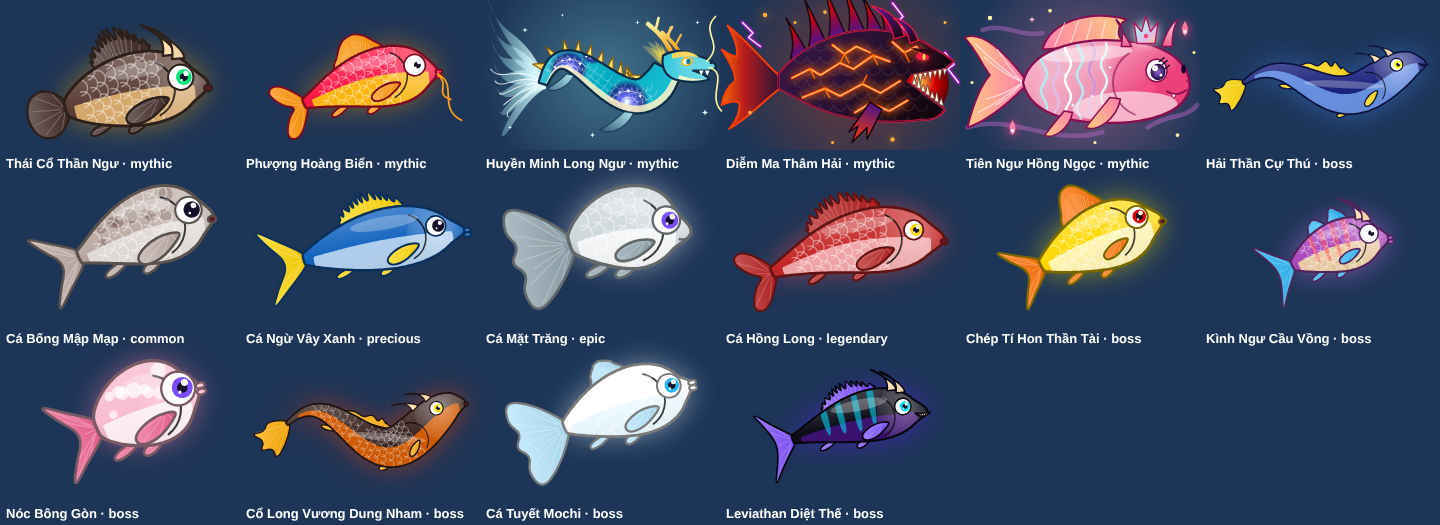 Thái Cổ Thần Ngư · mythic
Phượng Hoàng Biển · mythic
Huyền Minh Long Ngư · mythic
Diễm Ma Thâm Hải · mythic
Tiên Ngư Hồng Ngọc · mythic
Hải Thần Cự Thú · boss
Cá Bống Mập Mạp · common
Cá Ngừ Vây Xanh · precious
Cá Mặt Trăng · epic
Cá Hồng Long · legendary
Chép Tí Hon Thần Tài · boss
Kình Ngư Cầu Vồng · boss
Nóc Bông Gòn · boss
Cổ Long Vương Dung Nham · boss
Cá Tuyết Mochi · boss
Leviathan Diệt Thế · boss